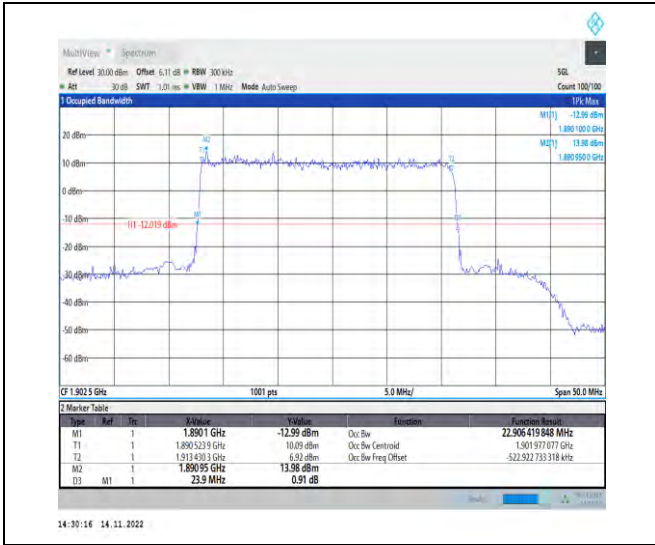 MultiView Spectrum
Ref Level 30.00 dBm Offset 6.11 dB RBW 300 kHz SGL
Att 30 dB SWT 1.01 ms VBW 1 MHz Mode Auto Sweep Count 100/100
1 Occupied Bandwidth 1Pk Max
M1[1] -12.99 dBm
1.890 100 0 GHz
M2[1] 13.98 dBm
1.890 950 0 GHz
20 dBm
M2
T1
T2
10 dBm
0 dBm
-10 dBm
M1
H1 -12.019 dBm
D3
-20 dBm
-30 dBm
-40 dBm
-50 dBm
-60 dBm
CF 1.902 5 GHz 1001 pts 5.0 MHz/ Span 50.0 MHz
2 Marker Table
Type Ref Trc X-Value Y-Value Function Function Result
M1 1 1.8901 GHz -12.99 dBm Occ Bw 22.906 419 848 MHz
T1 1 1.890 523 9 GHz 10.09 dBm Occ Bw Centroid 1.901 977 077 GHz
T2 1 1.913 430 3 GHz 6.92 dBm Occ Bw Freq Offset -522.922 733 318 kHz
M2 1 1.89095 GHz 13.98 dBm
D3 M1 1 23.9 MHz 0.91 dB
14:30:16 14.11.2022